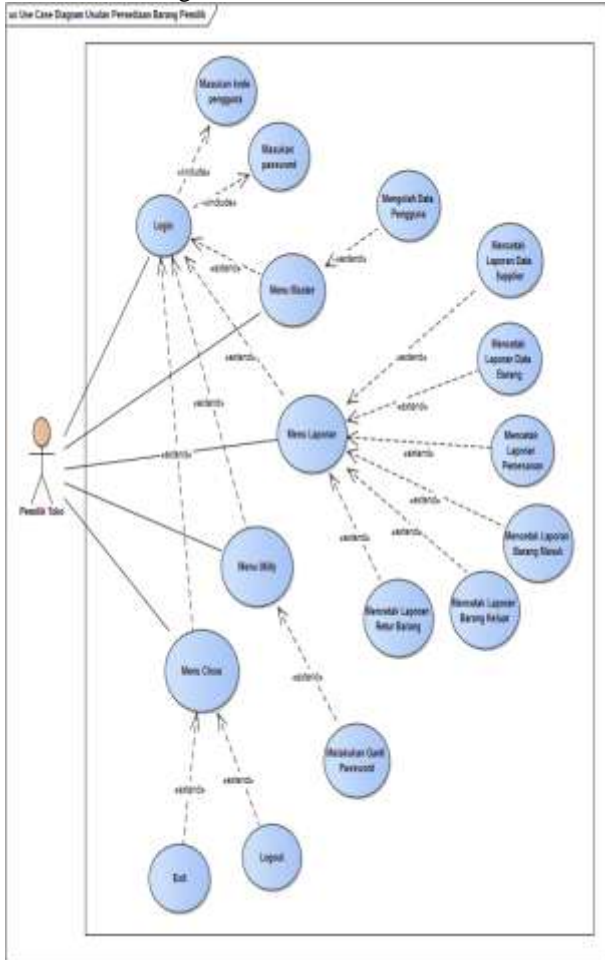 uc Use Case Diagram Usulan Persediaan Barang Pemilik
Masukan kode
pengguna
Masukan
password
«include»
«include»
Login
Mengolah Data
Pengguna
«extend»
«extend»
Menu Master
Mencetak
Laporan Data
Supplier
«extend»
«extend»
Mencetak
Laporan Data
Barang
«extend»
«extend»
Menu Laporan
Mencetak
Laporan
Pemesanan
«extend»
«extend»
Pemilik Toko
«extend»
Mencetak Laporan
Barang Masuk
«extend»
«extend»
Menu Utility
Mencetak Laporan
Retur Barang
Mencetak Laporan
Barang Keluar
Menu Close
«extend»
Melakukan Ganti
Password
«extend»
«extend»
Exit
Logout